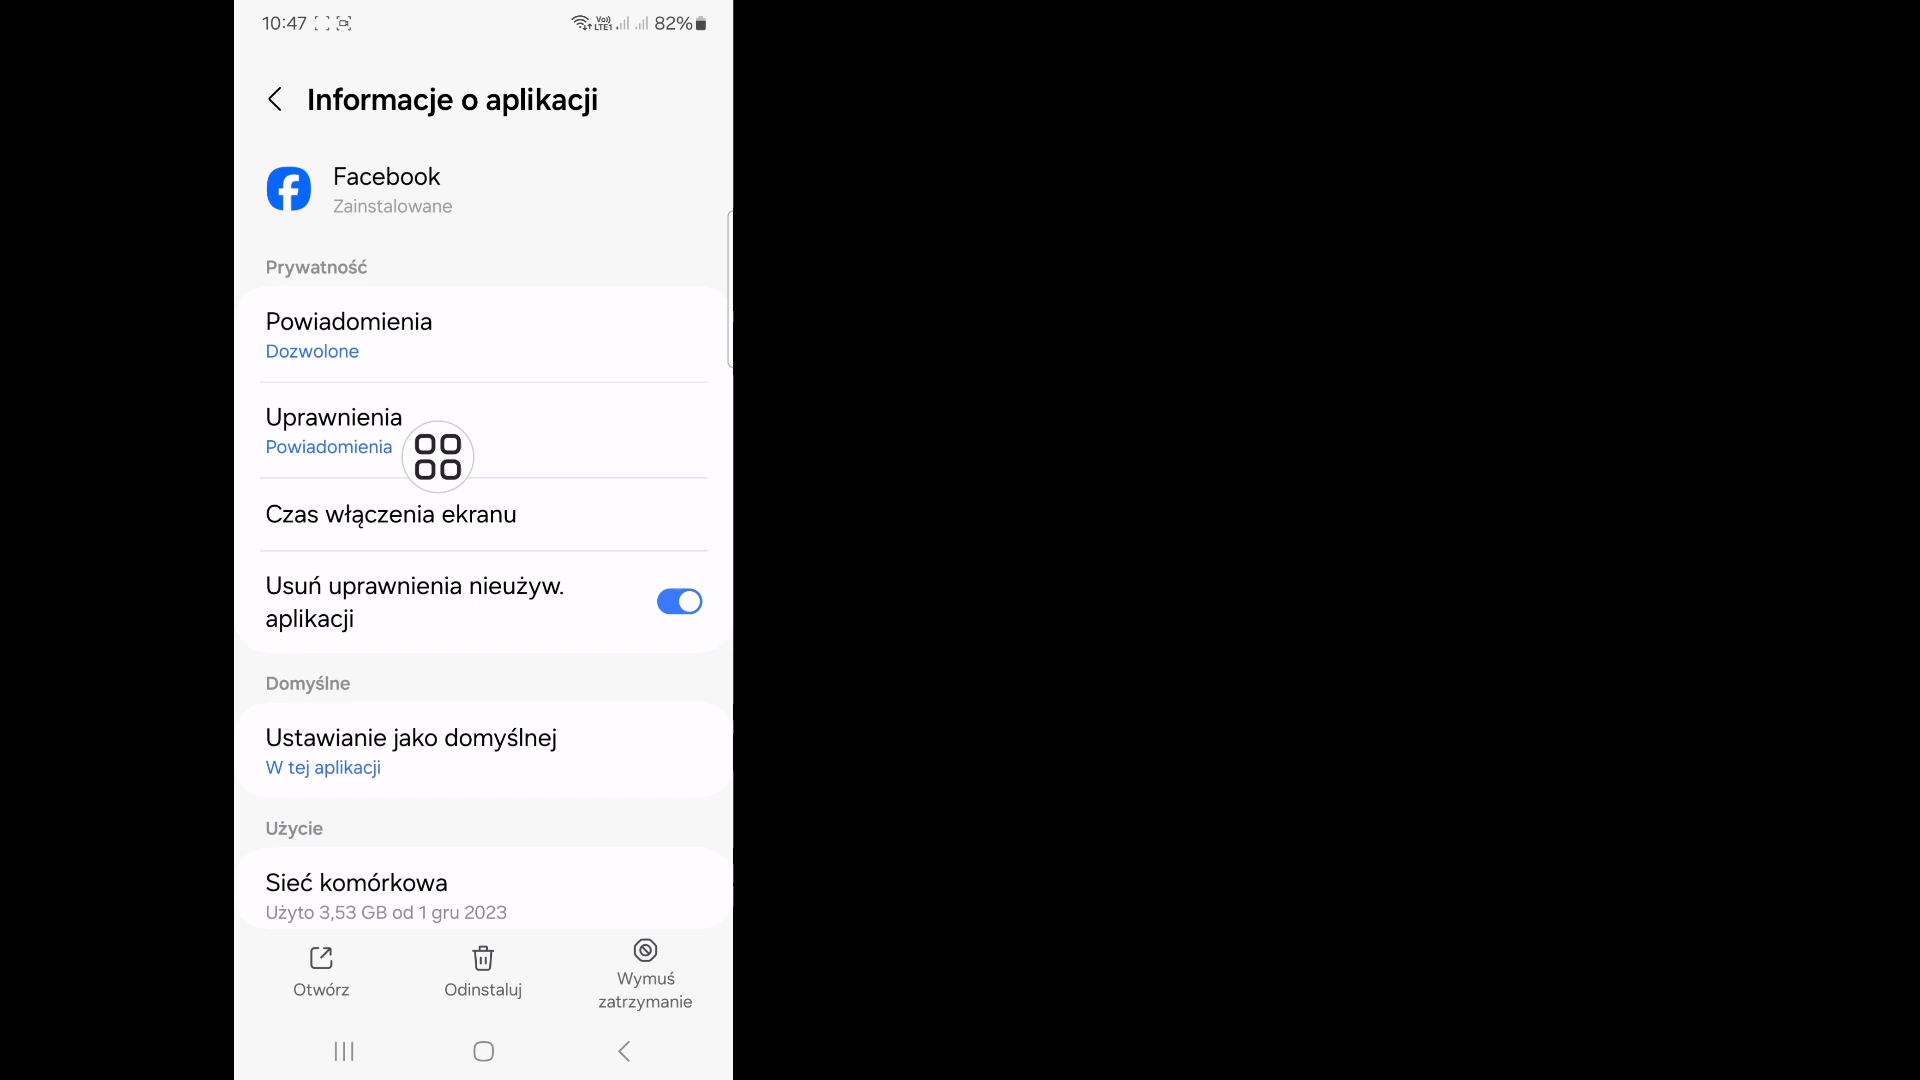 10:47 82%
Informacje o aplikacji
Facebook
Zainstalowane
Prywatność
Powiadomienia
Dozwolone
Uprawnienia
Powiadomienia
Czas włączenia ekranu
Usuń uprawnienia nieużyw.
aplikacji
Domyślne
Ustawianie jako domyślnej
W tej aplikacji
Użycie
Sieć komórkowa
Użyto 3,53 GB od 1 gru 2023
Otwórz
Odinstaluj
Wymuś
zatrzymanie